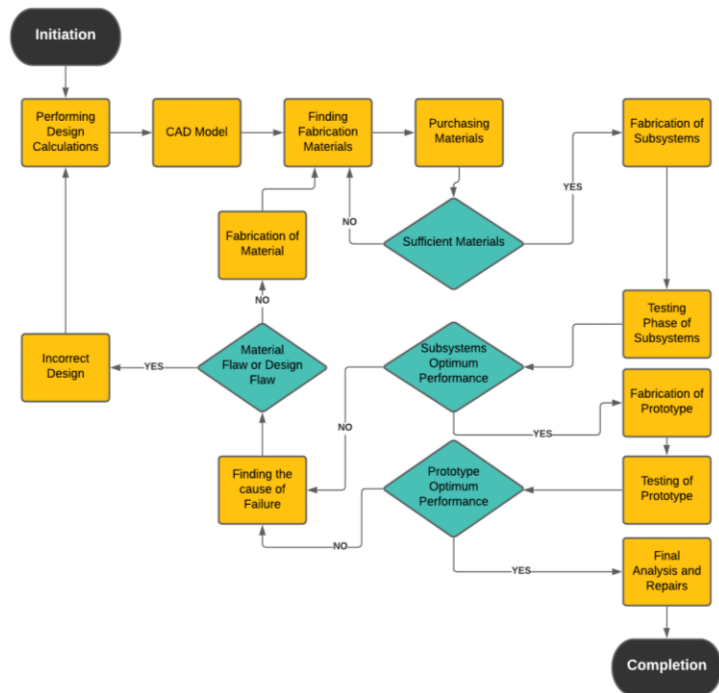 Initiation
Performing
Design
Calculations
CAD Model
Finding
Fabrication
Materials
Purchasing
Materials
Fabrication of
Subsystems
YES
NO
Sufficient Materials
Fabrication of
Material
NO
Testing
Phase of
Subsystems
Incorrect
Design
YES
Material
Flaw or Design
Flaw
Subsystems
Optimum
Performance
Fabrication of
Prototype
YES
NO
Finding the
cause of
Failure
Prototype
Optimum
Performance
Testing of
Prototype
NO
YES
Final
Analysis and
Repairs
Completion